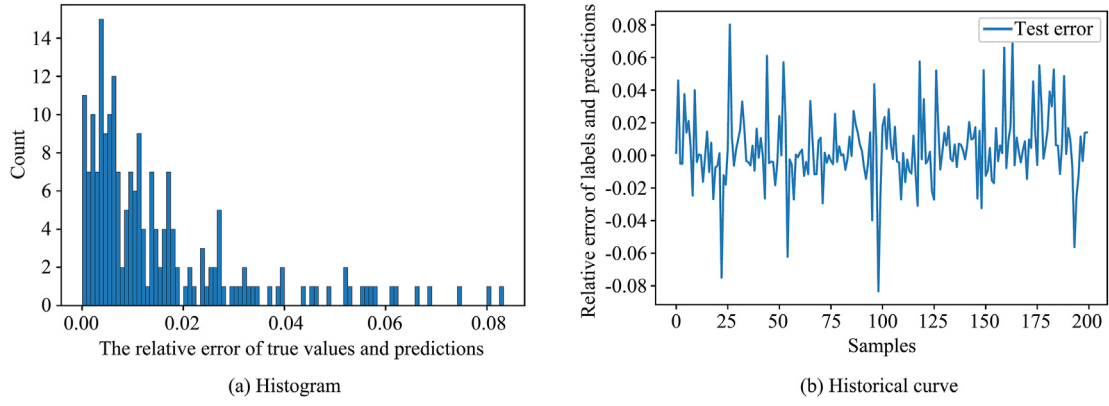 14
12
10
8
6
4
2
0
Count
0.00 0.02 0.04 0.06 0.08
The relative error of true values and predictions
(a) Histogram
Test error
0.08
0.06
0.04
0.02
0.00
-0.02
-0.04
-0.06
-0.08
Relative error of labels and predictions
0 25 50 75 100 125 150 175 200
Samples
(b) Historical curve